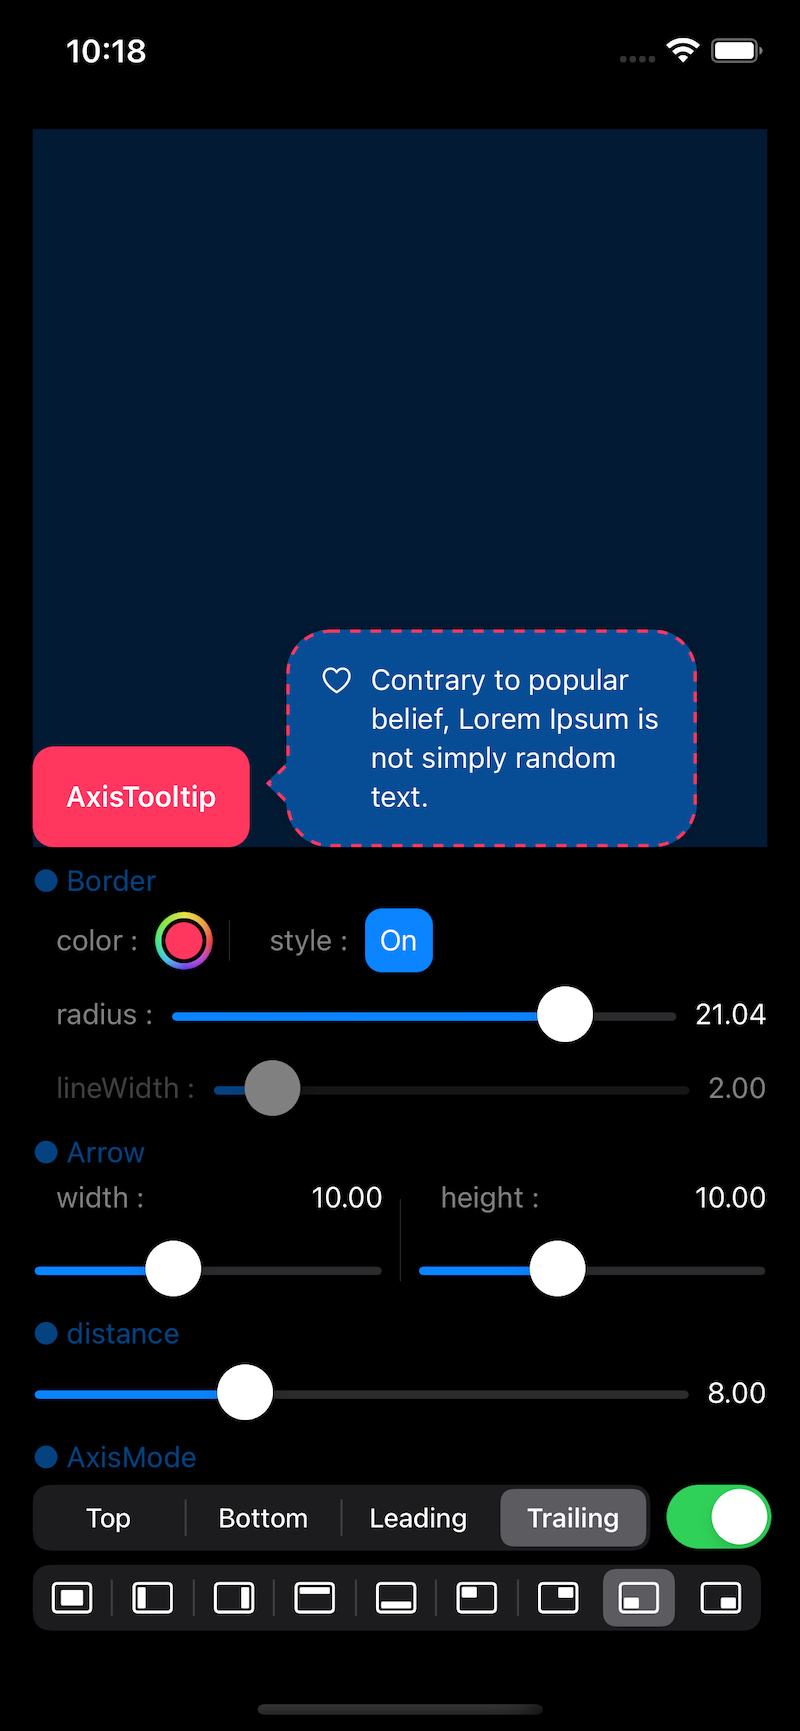 10:18
Contrary to popular
belief, Lorem Ipsum is
not simply random
text.
AxisTooltip
Border
color : style : On
radius : 21.04
lineWidth : 2.00
Arrow
width : 10.00 height : 10.00
distance
8.00
AxisMode
Top Bottom Leading Trailing